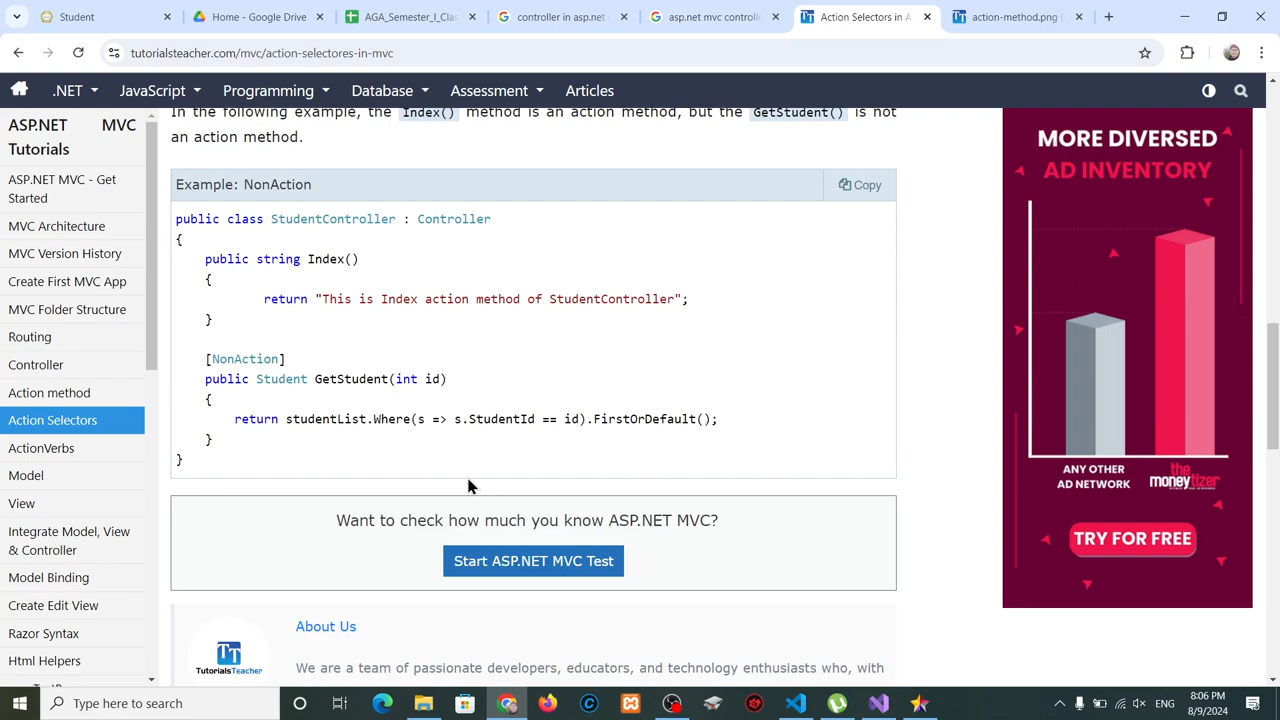 Student
Home - Google Drive
AGA_Semester_I_Clas
controller in asp.net
asp.net mvc control
Action Selectors in A
action-method.png (
tutorialsteacher.com/mvc/action-selectores-in-mvc
.NET JavaScript Programming Database Assessment Articles
ASP.NET MVC
Tutorials
ASP.NET MVC - Get
Started
MVC Architecture
MVC Version History
Create First MVC App
MVC Folder Structure
Routing
Controller
Action method
Action Selectors
ActionVerbs
Model
View
Integrate Model, View
& Controller
Model Binding
Create Edit View
Razor Syntax
Html Helpers
In the following example, the Index() method is an action method, but the GetStudent() is not
an action method.
Example: NonAction
Copy
public class StudentController : Controller
{
public string Index()
{
return "This is Index action method of StudentController";
}
[NonAction]
public Student GetStudent(int id)
{
return studentList.Where(s => s.StudentId == id).FirstOrDefault();
}
}
Want to check how much you know ASP.NET MVC?
Start ASP.NET MVC Test
TT
TutorialsTeacher
About Us
We are a team of passionate developers, educators, and technology enthusiasts who, with
MORE DIVERSED
AD INVENTORY
ANY OTHER
AD NETWORK
the
moneytizer
TRY FOR FREE
Type here to search
ENG
8:06 PM
8/9/2024